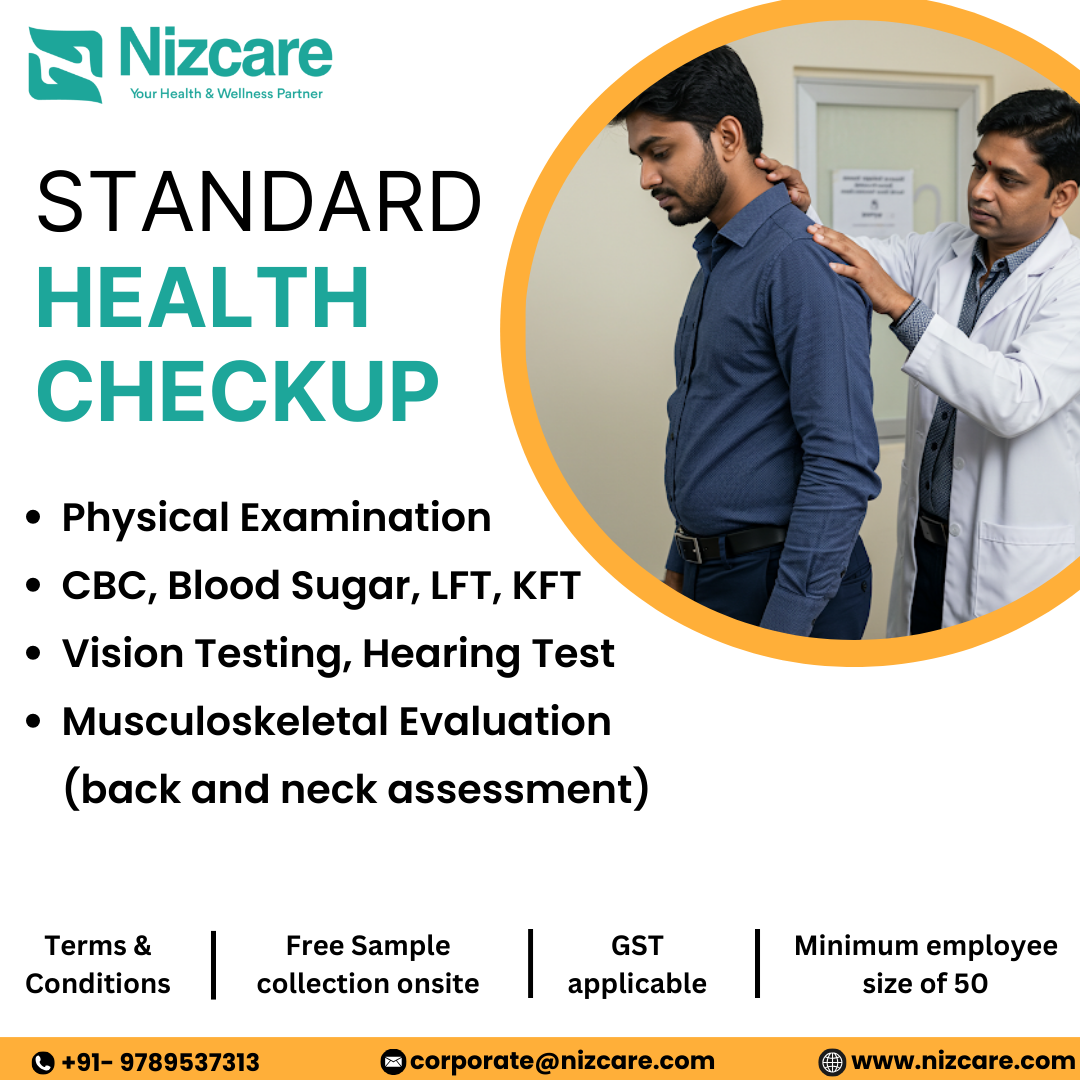 Nizcare
Your Health & Wellness Partner
STANDARD
HEALTH
CHECKUP
• Physical Examination
• CBC, Blood Sugar, LFT, KFT
• Vision Testing, Hearing Test
• Musculoskeletal Evaluation
(back and neck assessment)
Terms &
Conditions
Free Sample
collection onsite
GST
applicable
Minimum employee
size of 50
+91- 9789537313
corporate@nizcare.com
www.nizcare.com